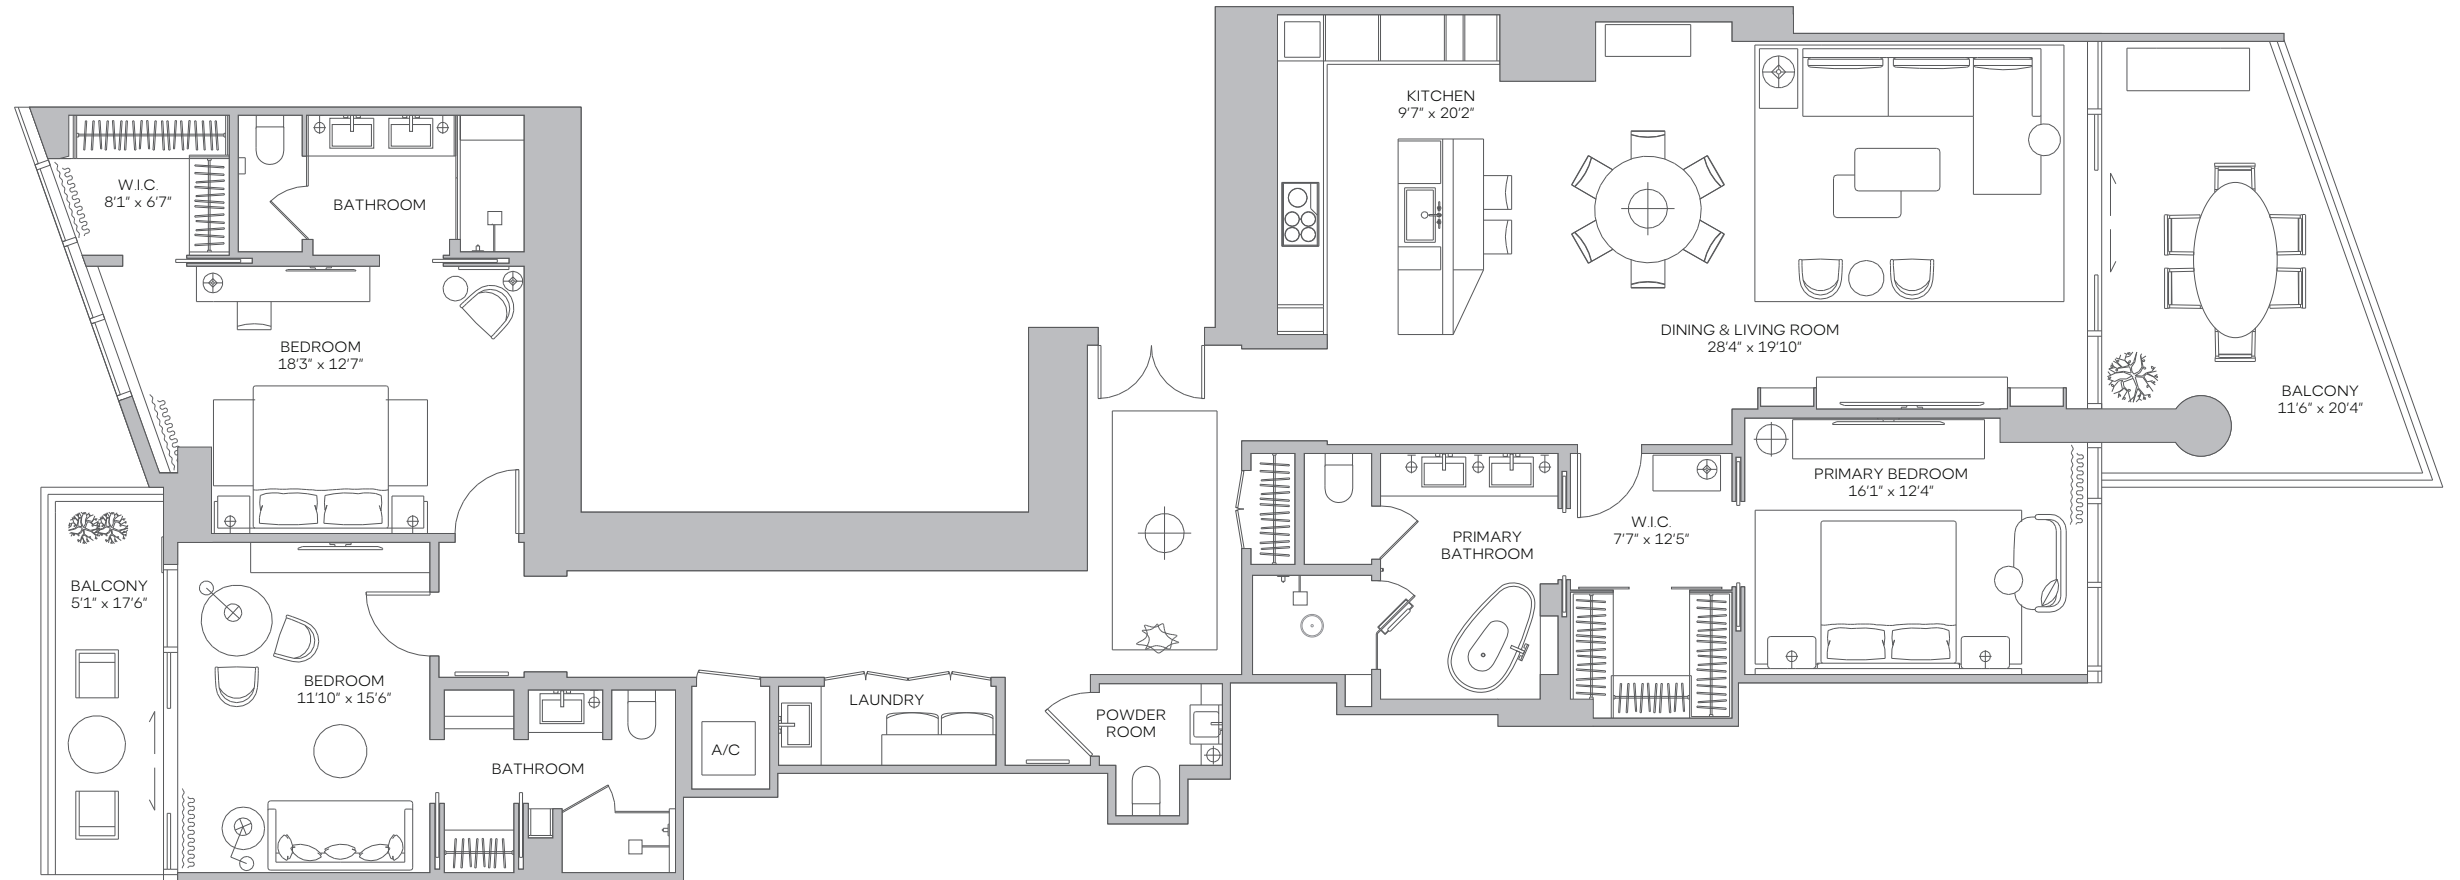 KITCHEN
9'7" x 20'2"
W.I.C.
8'1" x 6'7"
BATHROOM
BEDROOM
18'3" x 12'7"
DINING & LIVING ROOM
28'4" x 19'10"
BALCONY
11'6" x 20'4"
PRIMARY BEDROOM
16'1" x 12'4"
W.I.C.
7'7" x 12'5"
PRIMARY
BATHROOM
BALCONY
5'1" x 17'6"
BEDROOM
11'10" x 15'6"
LAUNDRY
POWDER
ROOM
A/C
BATHROOM